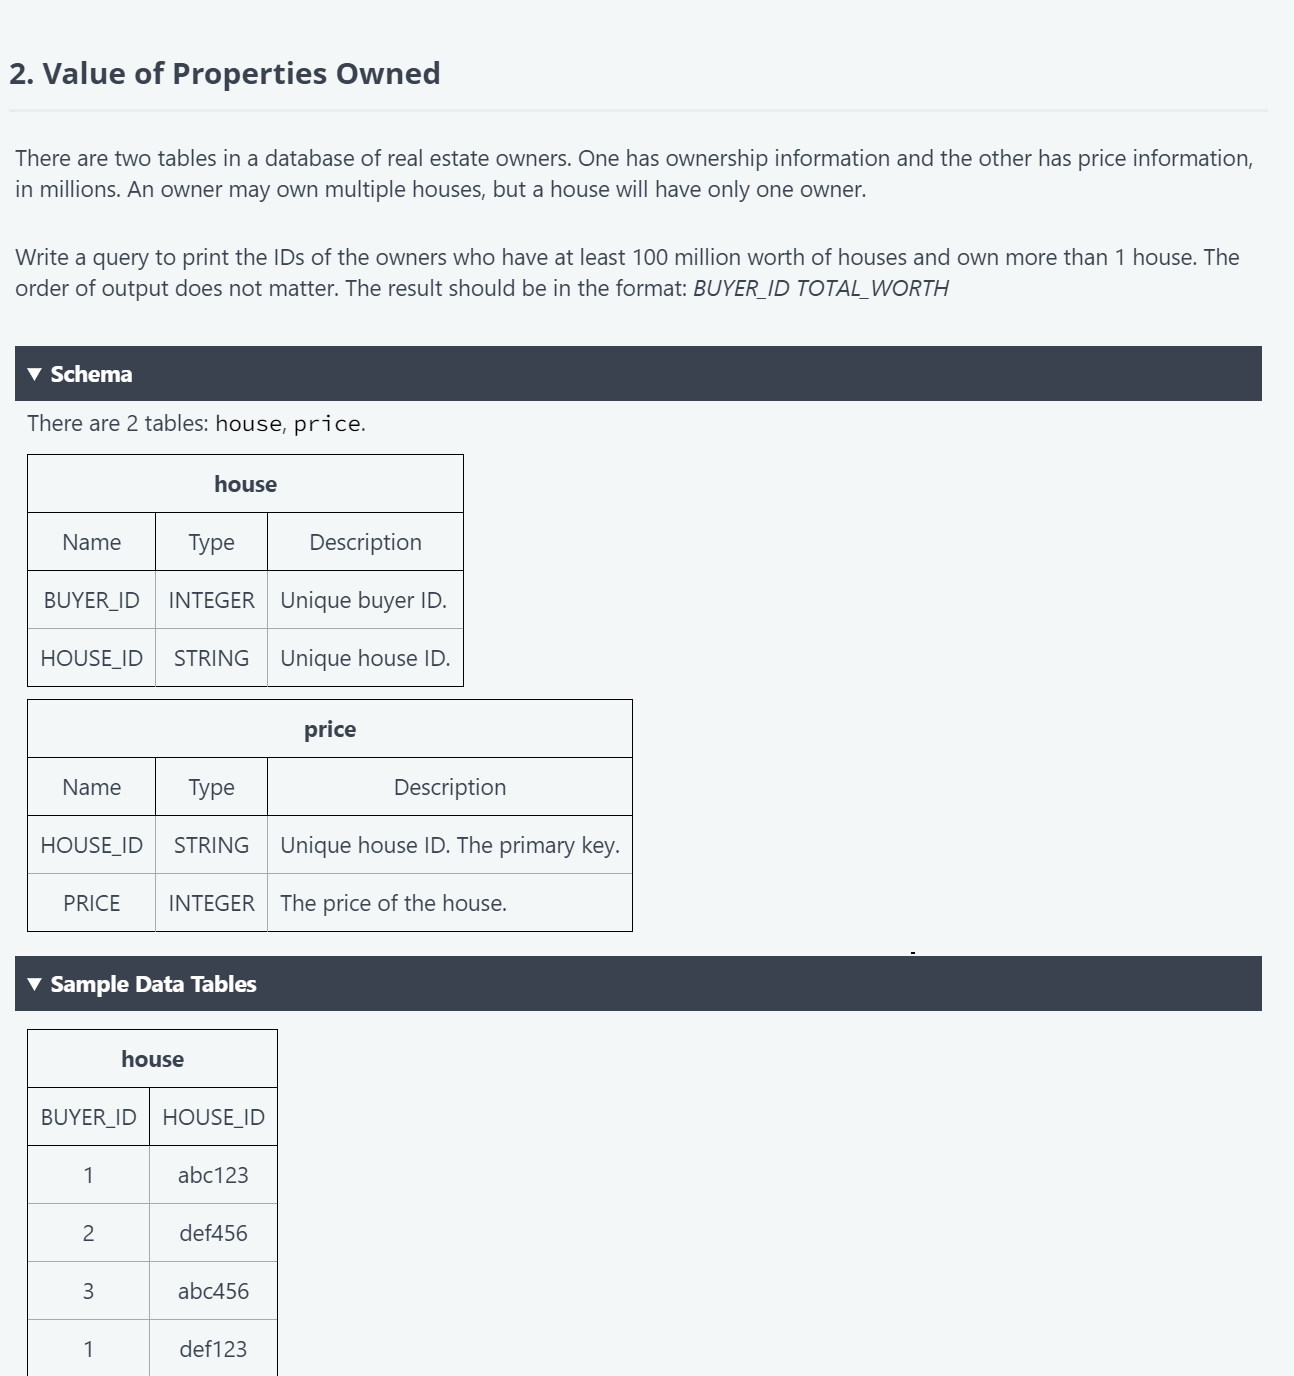 2. Value of Properties Owned
There are two tables in a database of real estate owners. One has ownership information and the other has price information,
in millions. An owner may own multiple houses, but a house will have only one owner.
Write a query to print the IDs of the owners who have at least 100 million worth of houses and own more than 1 house. The
order of output does not matter. The result should be in the format: BUYER_ID TOTAL_WORTH
▼ Schema
There are 2 tables: house, price.
house
Name Type Description
BUYER_ID INTEGER Unique buyer ID.
HOUSE_ID STRING Unique house ID.
price
Name Type Description
HOUSE_ID STRING Unique house ID. The primary key.
PRICE INTEGER The price of the house.
▼ Sample Data Tables
house
BUYER_ID HOUSE_ID
1 abc123
2 def456
3 abc456
1 def123